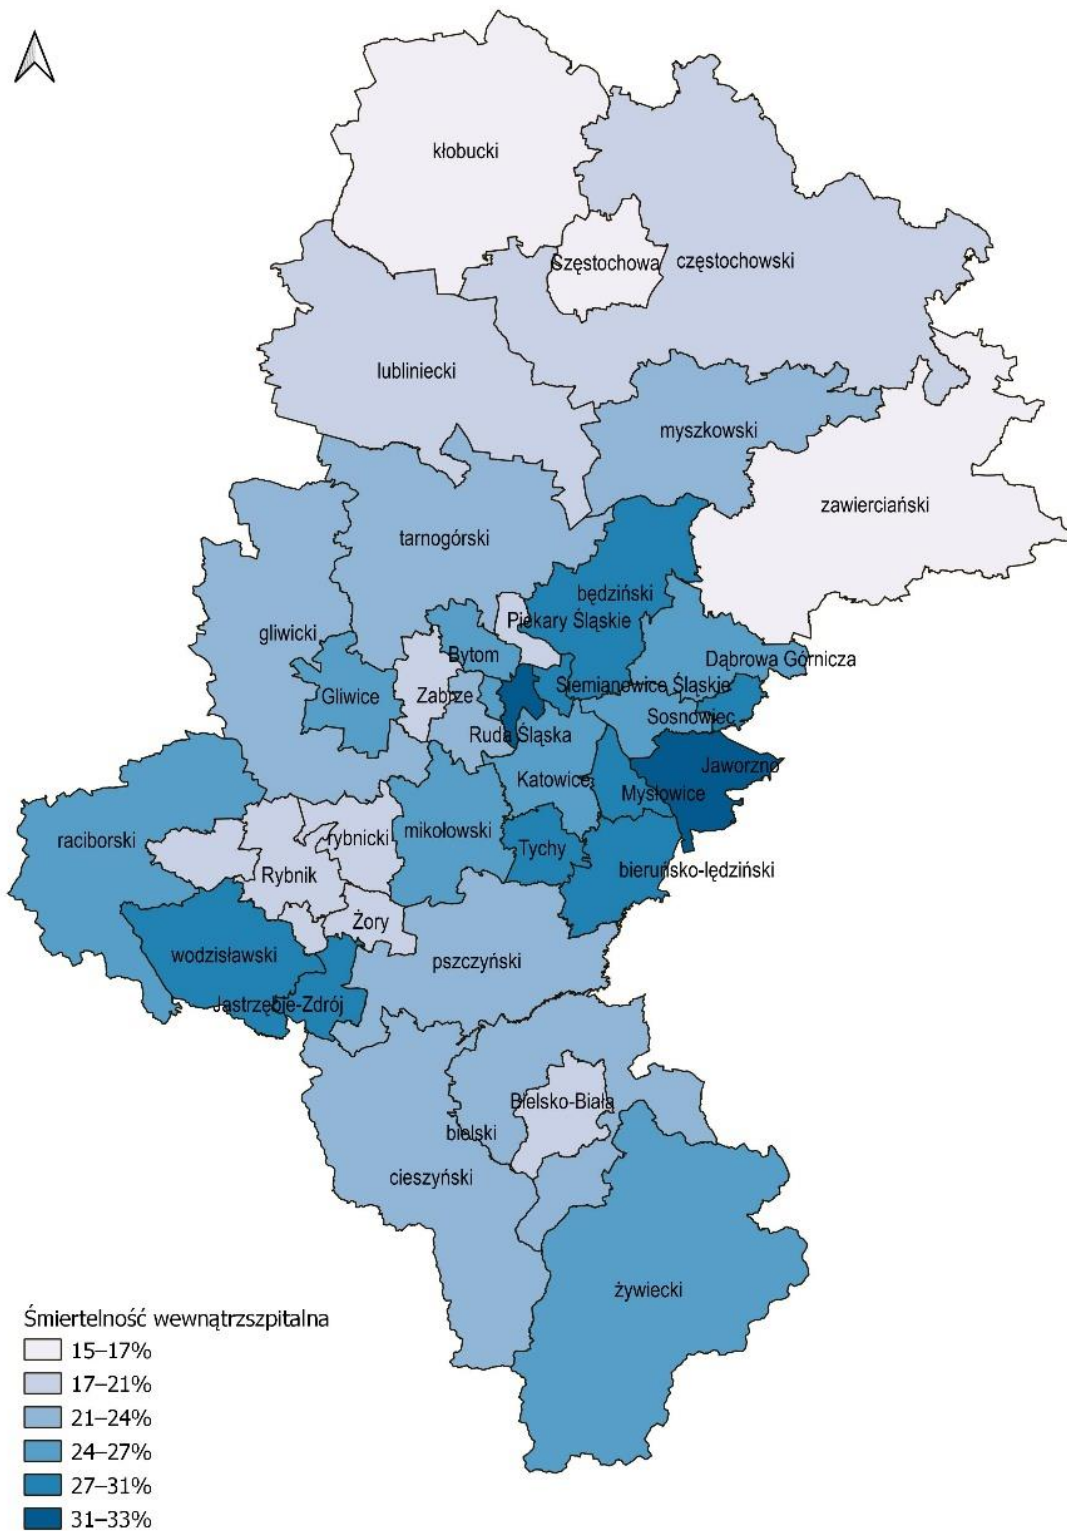 kłobucki
Częstochowa
częstochowski
lubliniecki
myszkowski
zawierciański
tarnogórski
będziński
Piekary Śląskie
gliwicki
Bytom
Dąbrowa Górnicza
Gliwice
Zabrze
Siemianowice Śląskie
Sosnowiec
Ruda Śląska
Jaworzno
Katowice
Mysłowice
raciborski
rybnicki
mikołowski
Tychy
bieruńsko-lędziński
Rybnik
Żory
wodzisławski
pszczyński
Jastrzębie-Zdrój
Bielsko-Biała
bielski
cieszyński
żywiecki
Śmiertelność wewnątrzszpitalna
15–17%
17–21%
21–24%
24–27%
27–31%
31–33%